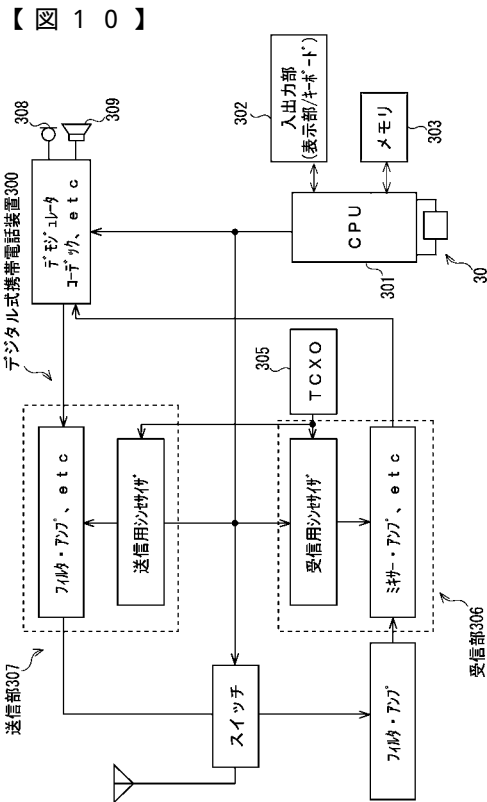 【図１０】
デジタル式携帯電話装置300
308
309
デモジュレータ
コーデック、etc
302
入出力部
(表示部/キーボード)
メモリ
303
CPU
301
30
305
TCXO
送信部307
フィルタ・アンプ、etc
送信用シンセサイザ
受信用シンセサイザ
ミキサー・アンプ、etc
受信部306
スイッチ
フィルタ・アンプ